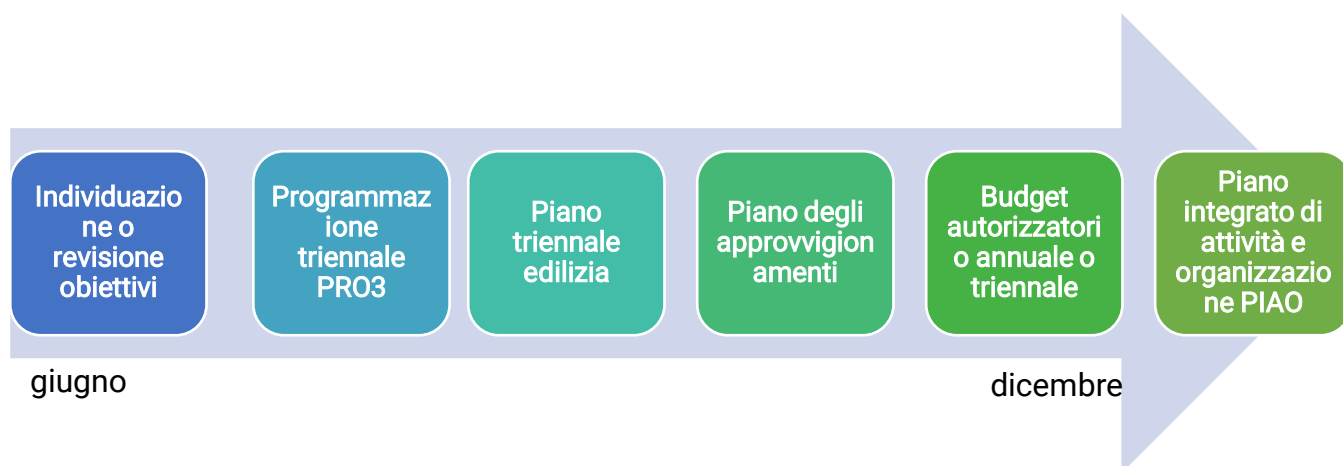 Individuazio
ne o
revisione
obiettivi
Programmaz
ione
triennale
PRO3
Piano
triennale
edilizia
Piano degli
approvvigion
amenti
Budget
autorizzatori
o annuale o
triennale
Piano
integrato di
attività e
organizzazio
ne PIAO
giugno
dicembre